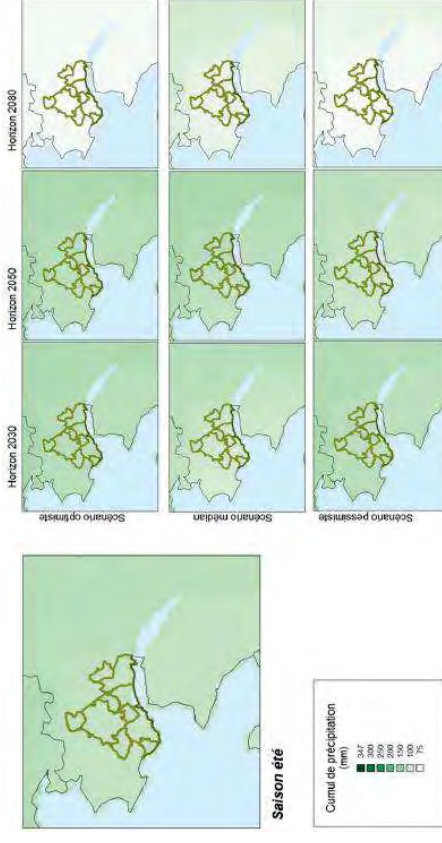 Horizon 2030
Horizon 2050
Horizon 2080
Scénario optimiste
Scénario médian
Scénario pessimiste
Saison été
Cumul de précipitation
(mm)
347
300
250
200
150
100
75